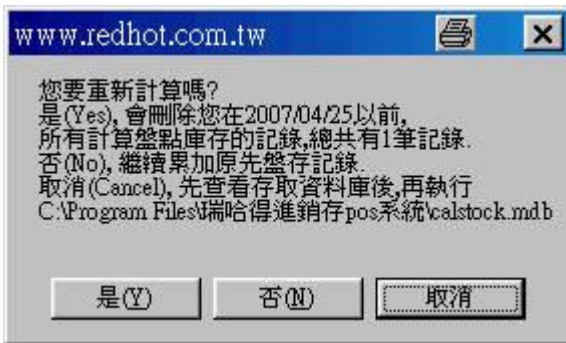 www.redhot.com.tw
您要重新計算嗎?
是(Yes), 會刪除您在2007/04/25以前,
所有計算盤點庫存的記錄,總共有1筆記錄.
否(No), 繼續累加原先盤存記錄.
取消(Cancel), 先查看存取資料庫後,再執行
C:\Program Files\瑞哈得進銷存pos系統\calstock.mdb
是(Y) 否(N) 取消